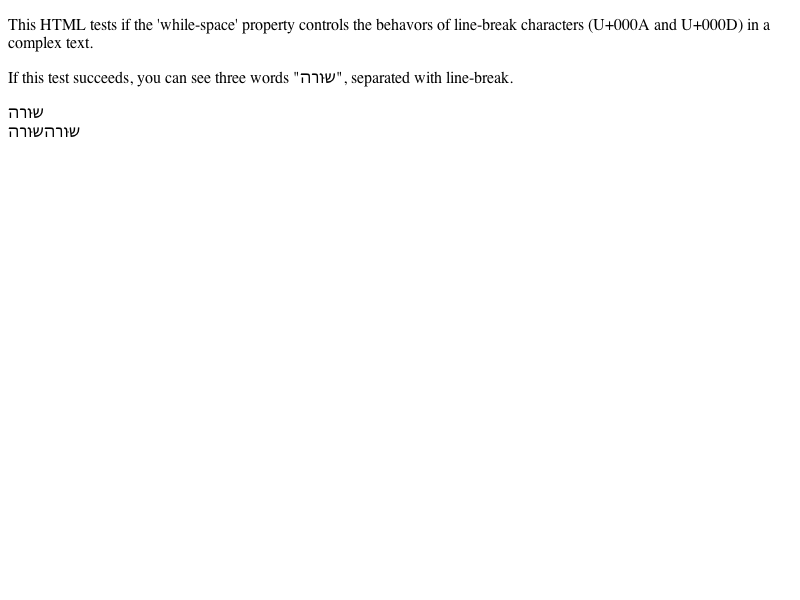 This HTML tests if the 'while-space' property controls the behavors of line-break characters (U+000A and U+000D) in a
complex text.
If this test succeeds, you can see three words "שורה", separated with line-break.
שורה
שורהשורה